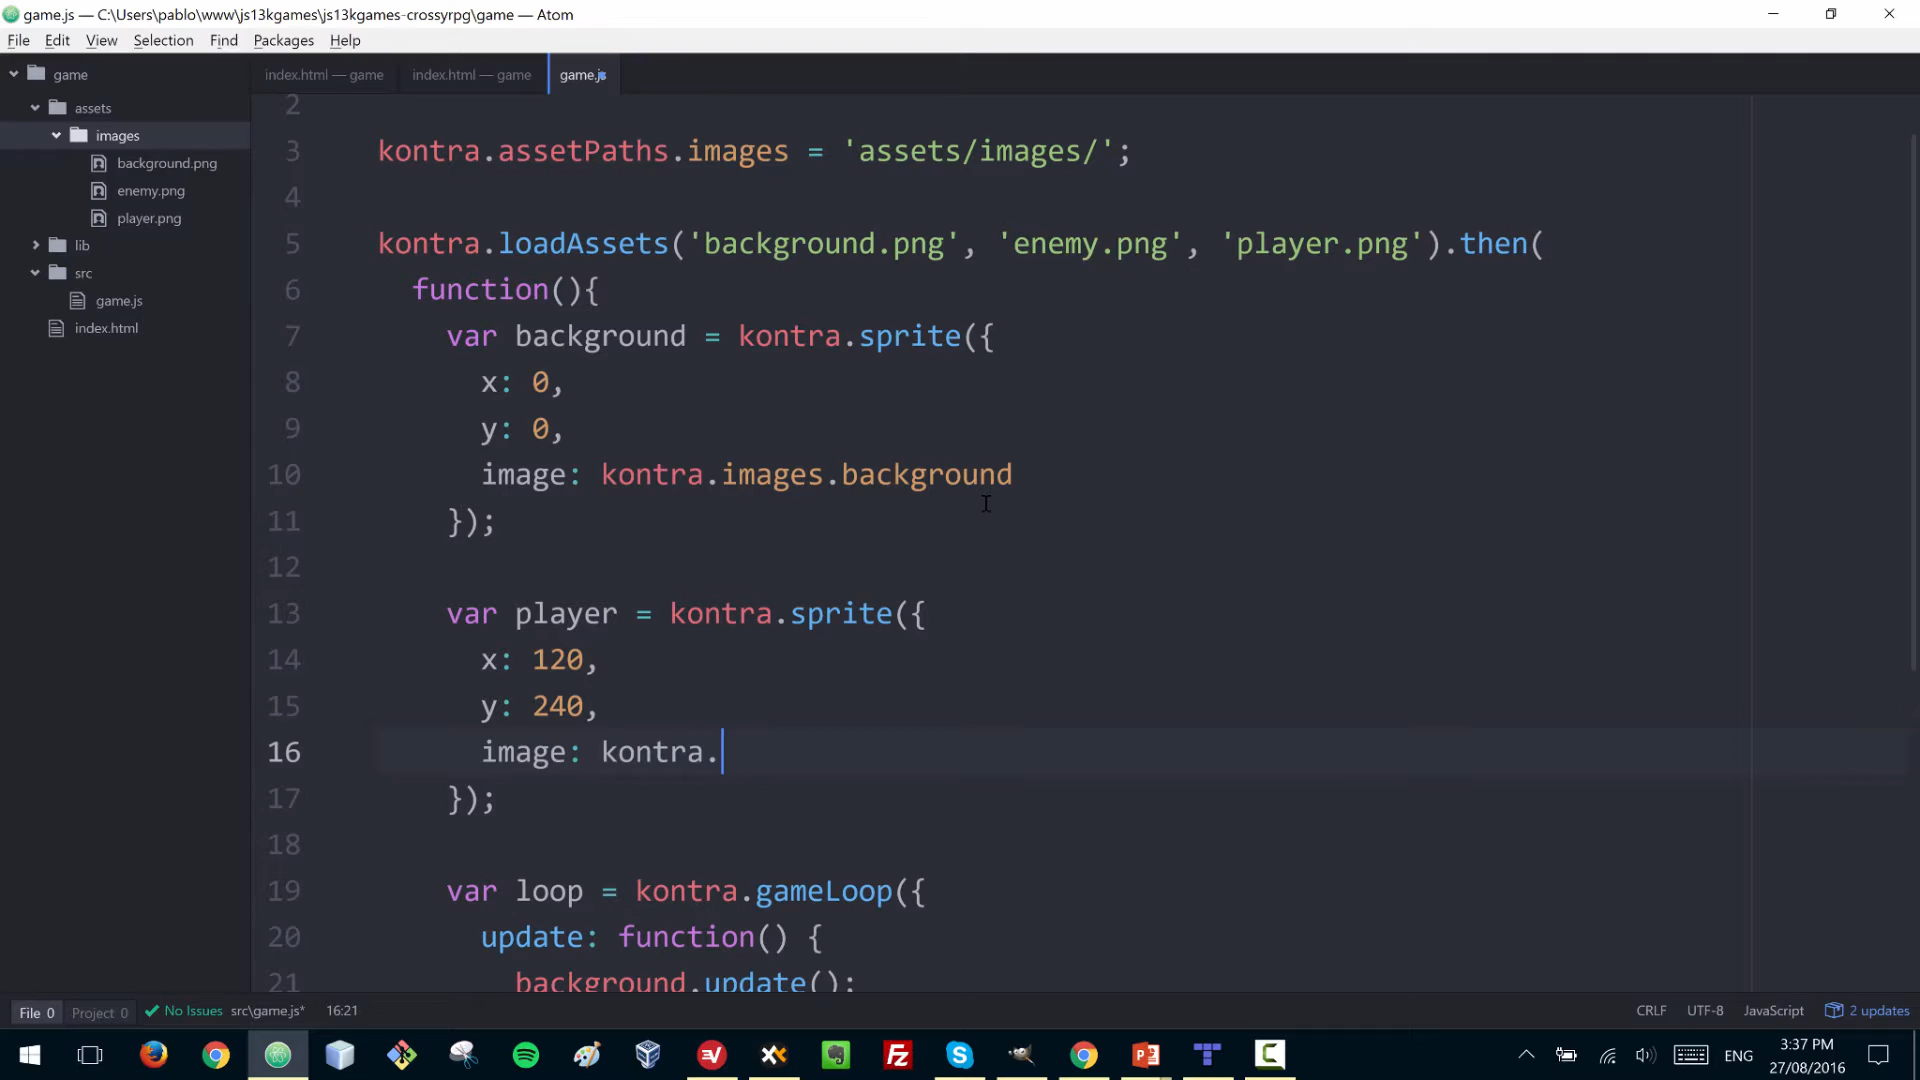 game.js — C:\Users\pablo\www\js13kgames\js13kgames-crossyrpg\game — Atom
File Edit View Selection Find Packages Help
game
assets
images
background.png
enemy.png
player.png
lib
src
game.js
index.html
index.html — game index.html — game game.js
2
3 kontra.assetPaths.images = 'assets/images/';
4
5 kontra.loadAssets('background.png', 'enemy.png', 'player.png').then(
6 function(){
7 var background = kontra.sprite({
8 x: 0,
9 y: 0,
10 image: kontra.images.background
11 });
12
13 var player = kontra.sprite({
14 x: 120,
15 y: 240,
16 image: kontra.
17 });
18
19 var loop = kontra.gameLoop({
20 update: function() {
21 background.update();
File 0 Project 0 No Issues src\game.js* 16:21 CRLF UTF-8 JavaScript 2 updates
ENG 3:37 PM
27/08/2016